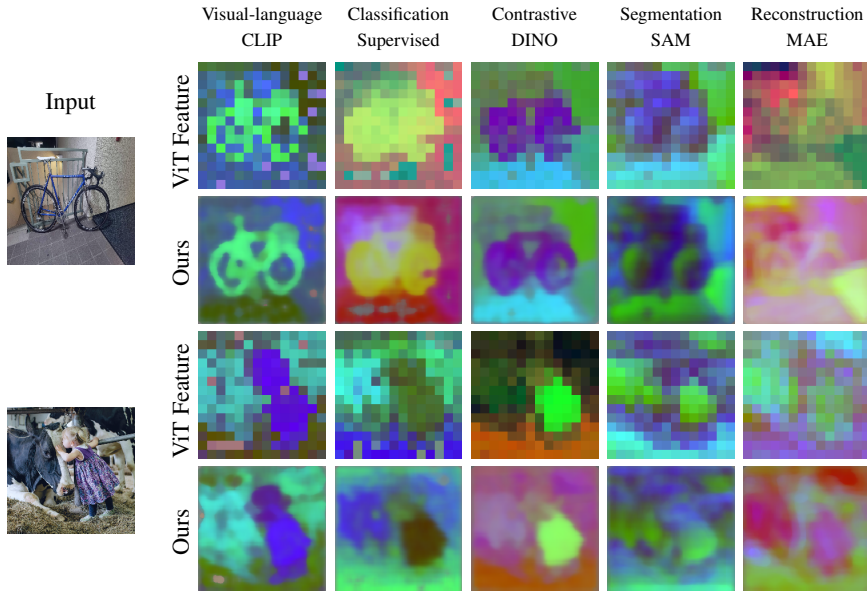 Visual-language Classification Contrastive Segmentation Reconstruction
CLIP Supervised DINO SAM MAE
Input
ViT Feature
Ours
ViT Feature
Ours